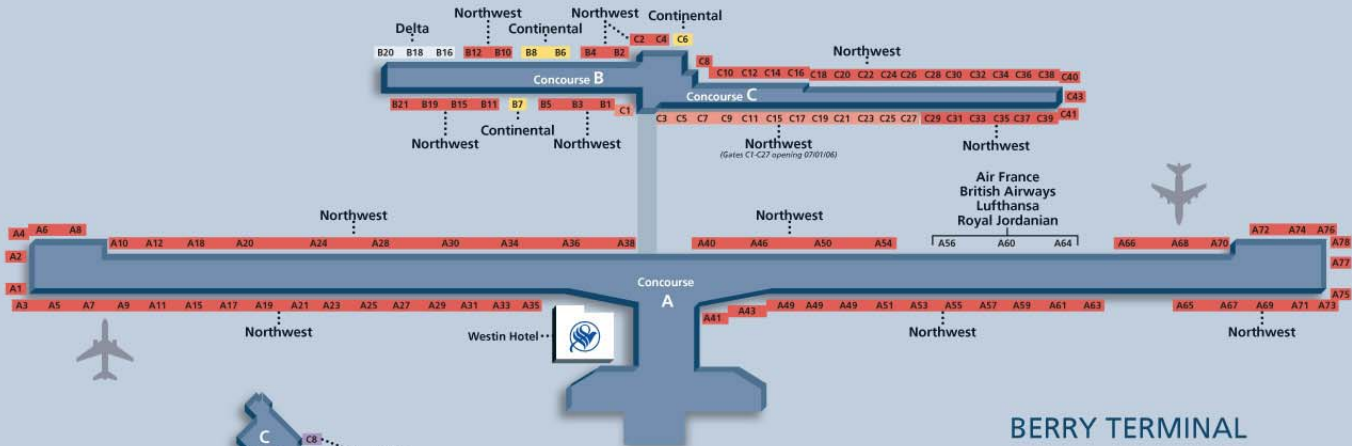 Northwest Northwest Continental
Delta Continental
C2 C4 C6
B20 B18 B16 B12 B10 B8 B6 B4 B2
Northwest
C8
C10 C12 C14 C16 C18 C20 C22 C24 C26 C28 C30 C32 C34 C36 C38 C40
Concourse B
Concourse C
C43
B21 B19 B15 B11 B7 B5 B3 B1 C1
C3 C5 C7 C9 C11 C15 C17 C19 C21 C23 C25 C27 C29 C31 C33 C35 C37 C39 C41
Continental
Northwest Northwest Northwest Northwest
(Gates C1-C27 opening 07/01/06)
Air France
British Airways
Lufthansa
Royal Jordanian
Northwest Northwest
A4 A6 A8
A72 A74 A76
A10 A12 A18 A20 A24 A28 A30 A34 A36 A38 A40 A46 A50 A54 A56 A60 A64 A66 A68 A70 A78
A2
A77
Concourse
A
A1
A75
A3 A5 A7 A9 A11 A15 A17 A19 A21 A23 A25 A27 A29 A31 A33 A35
A41 A43 A49 A49 A49 A51 A53 A55 A57 A59 A61 A63 A65 A67 A69 A71 A73
Northwest Northwest Northwest
Westin Hotel
BERRY TERMINAL
C C8